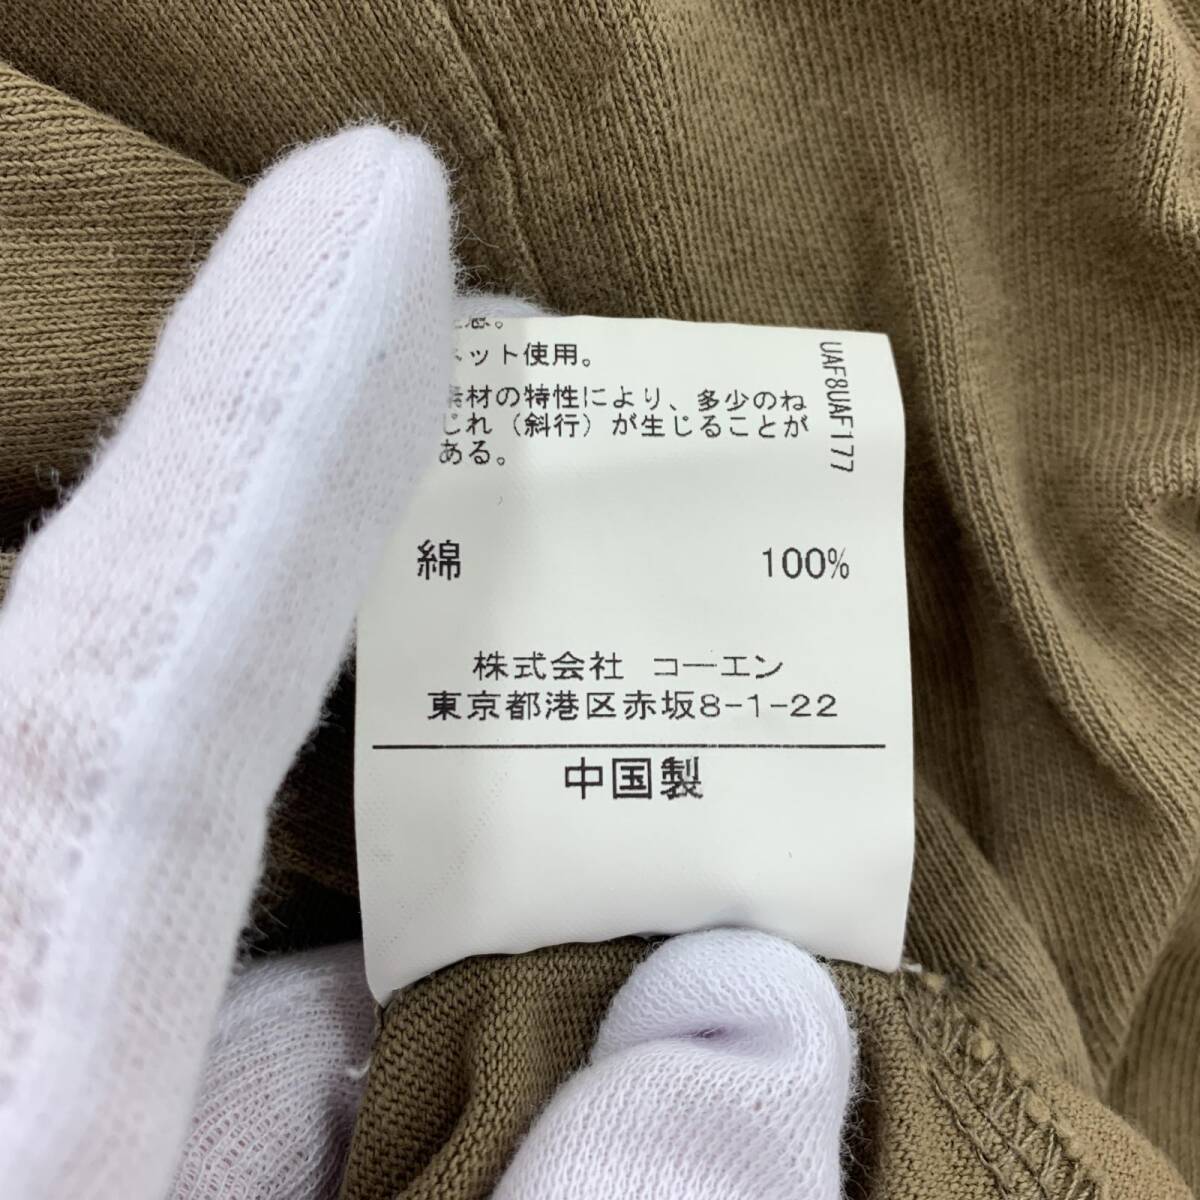 ネット使用。
素材の特性により、多少のね
じれ（斜行）が生じることが
ある。
UAF8UAF177
綿 100%
株式会社 コーエン
東京都港区赤坂8-1-22
中国製